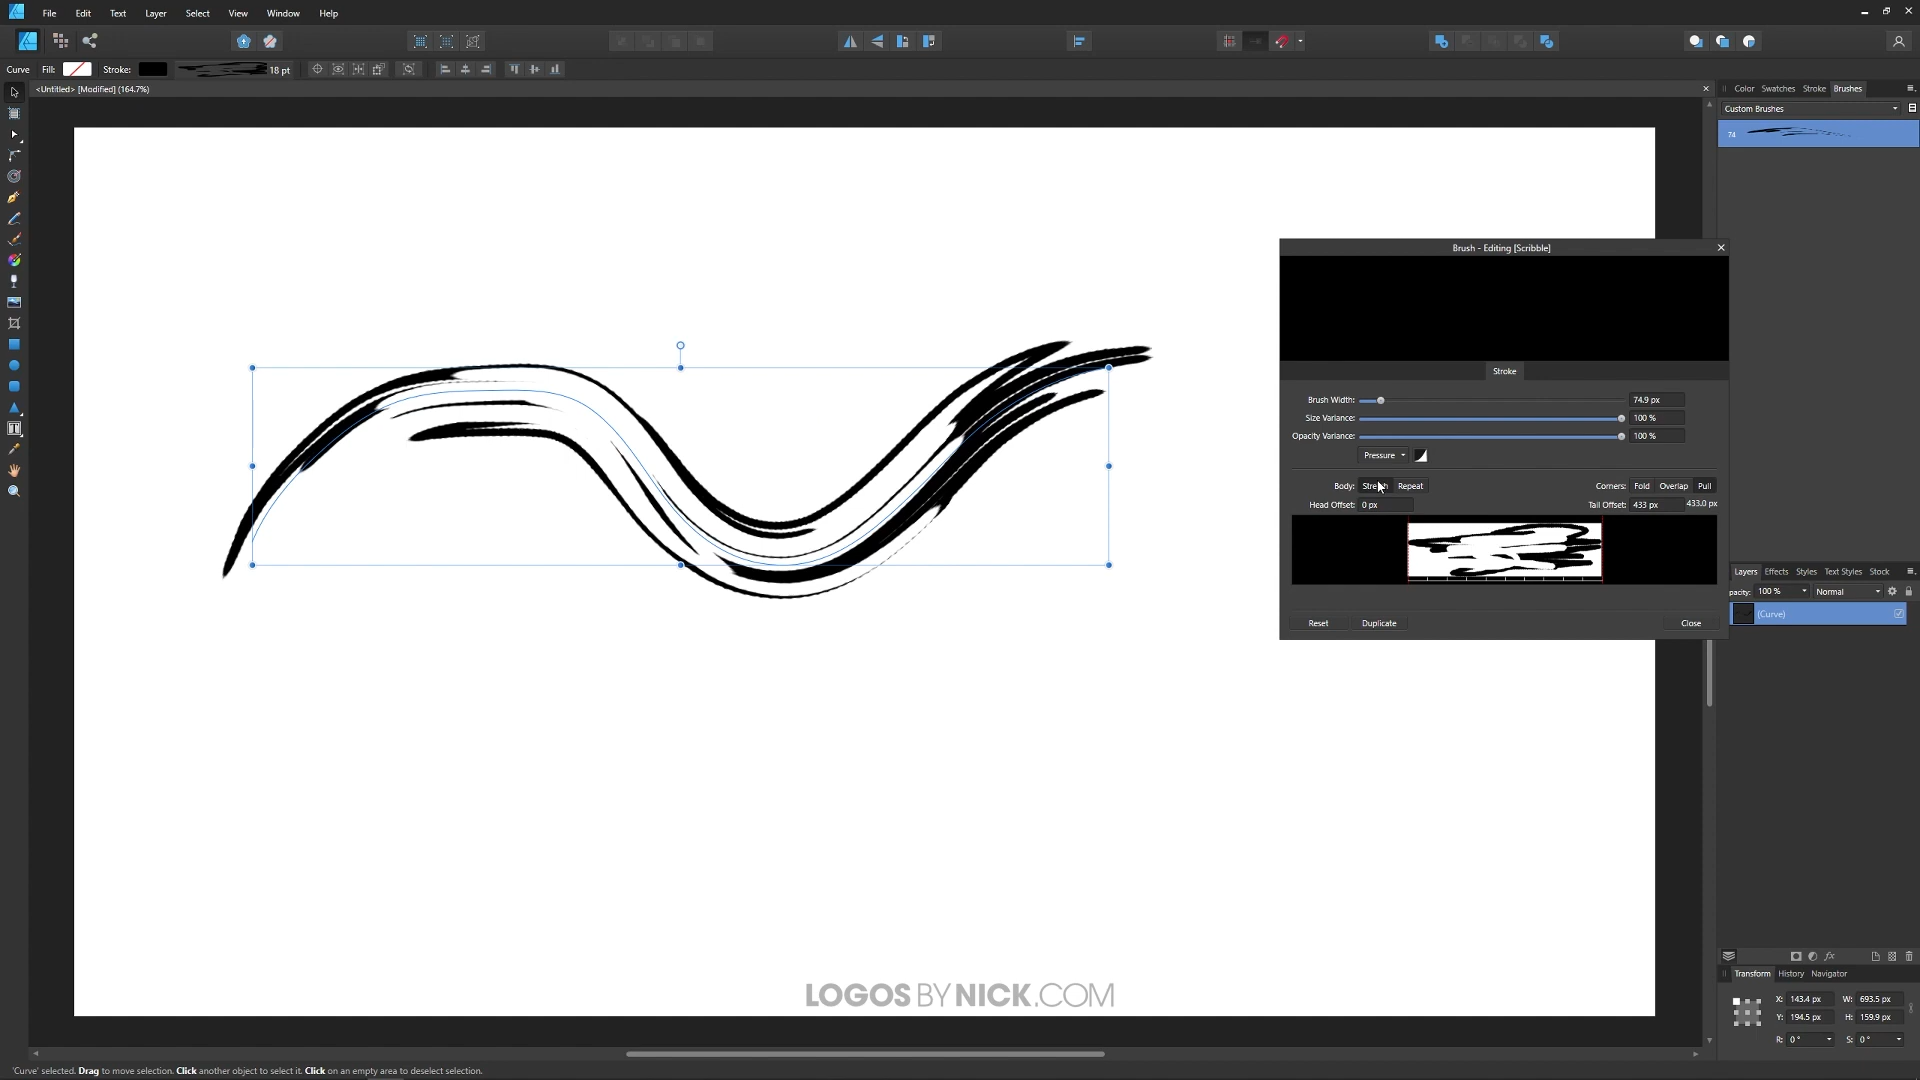 File Edit Text Layer Select View Window Help
Curve Fill: Stroke: 18 pt
<Untitled> [Modified] (164.7%)
Color Swatches Stroke Brushes
Custom Brushes
74
Brush - Editing [Scribble]
Stroke
Brush Width: 74.9 px
Size Variance: 100 %
Opacity Variance: 100 %
Pressure
Body: Repeat Corners: Fold Overlap Pull
Head Offset: 0 px Tail Offset: 433 px 433.0 px
Reset Duplicate Close
Layers Effects Styles Text Styles Stock
pacity: 100 % Normal
(Curve)
LOGOS BY NICK.COM
Transform History Navigator
X: 143.4 px W: 693.5 px
Y: 194.5 px H: 159.9 px
R: 0 ° S: 0 °
'Curve' selected. Drag to move selection. Click another object to select it. Click on an empty area to deselect selection.